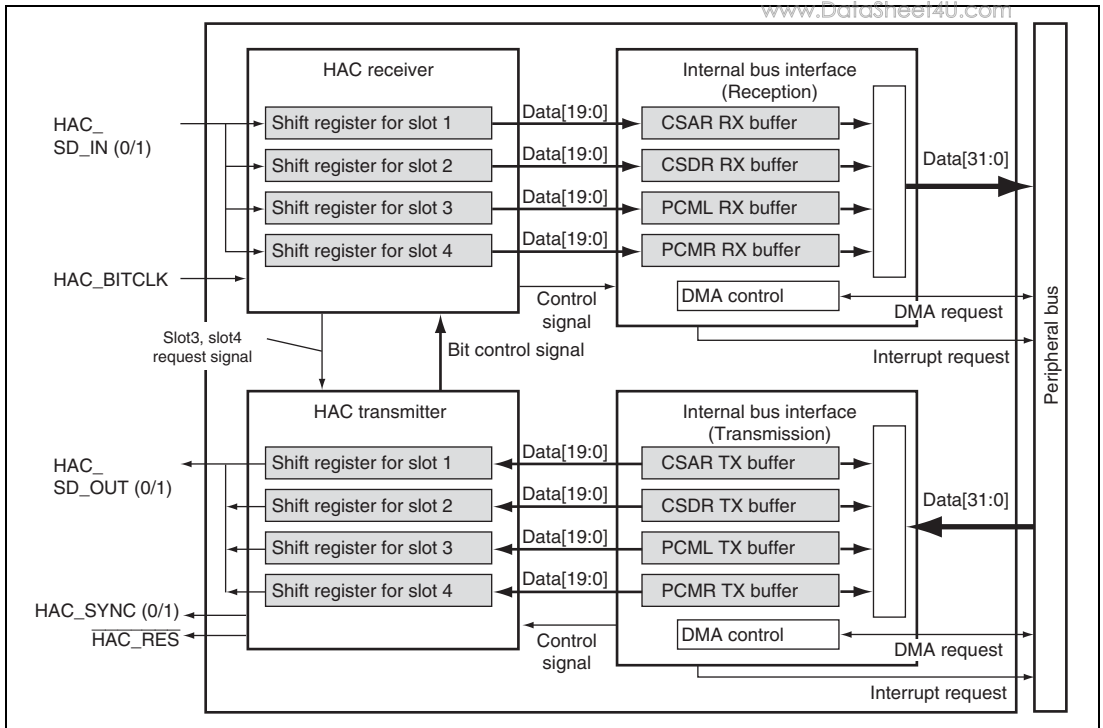 www.DataSheet4U.com
HAC receiver
Internal bus interface
(Reception)
HAC_
SD_IN (0/1)
Shift register for slot 1
Data[19:0]
CSAR RX buffer
Shift register for slot 2
Data[19:0]
CSDR RX buffer
Shift register for slot 3
Data[19:0]
PCML RX buffer
Shift register for slot 4
Data[19:0]
PCMR RX buffer
Data[31:0]
HAC_BITCLK
Control
signal
DMA control
DMA request
Slot3, slot4
request signal
Bit control signal
Interrupt request
Peripheral bus
HAC transmitter
Internal bus interface
(Transmission)
HAC_
SD_OUT (0/1)
Shift register for slot 1
Data[19:0]
CSAR TX buffer
Shift register for slot 2
Data[19:0]
CSDR TX buffer
Shift register for slot 3
Data[19:0]
PCML TX buffer
Shift register for slot 4
Data[19:0]
PCMR TX buffer
Data[31:0]
HAC_SYNC (0/1)
HAC_RES
Control
signal
DMA control
DMA request
Interrupt request